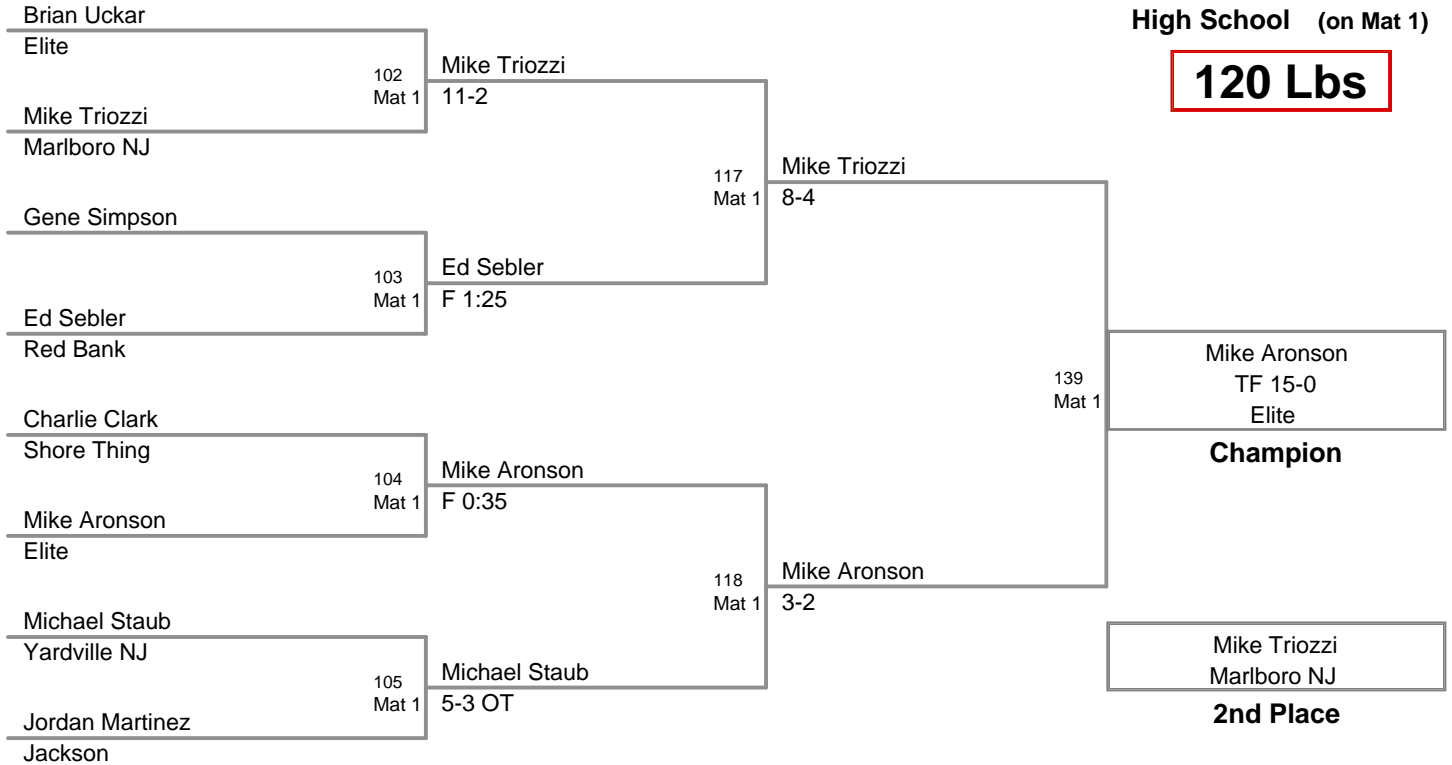 High School (on Mat 1)
120 Lbs
Brian Uckar
Elite
102
Mat 1
Mike Triozzi
Marlboro NJ
Mike Triozzi
11-2
Gene Simpson
103
Mat 1
Ed Sebler
Red Bank
Ed Sebler
F 1:25
117
Mat 1
Mike Triozzi
8-4
Charlie Clark
Shore Thing
104
Mat 1
Mike Aronson
Elite
Mike Aronson
F 0:35
Michael Staub
Yardville NJ
105
Mat 1
Jordan Martinez
Jackson
Michael Staub
5-3 OT
118
Mat 1
Mike Aronson
3-2
139
Mat 1
Mike Aronson
TF 15-0
Elite
Champion
Mike Triozzi
Marlboro NJ
2nd Place